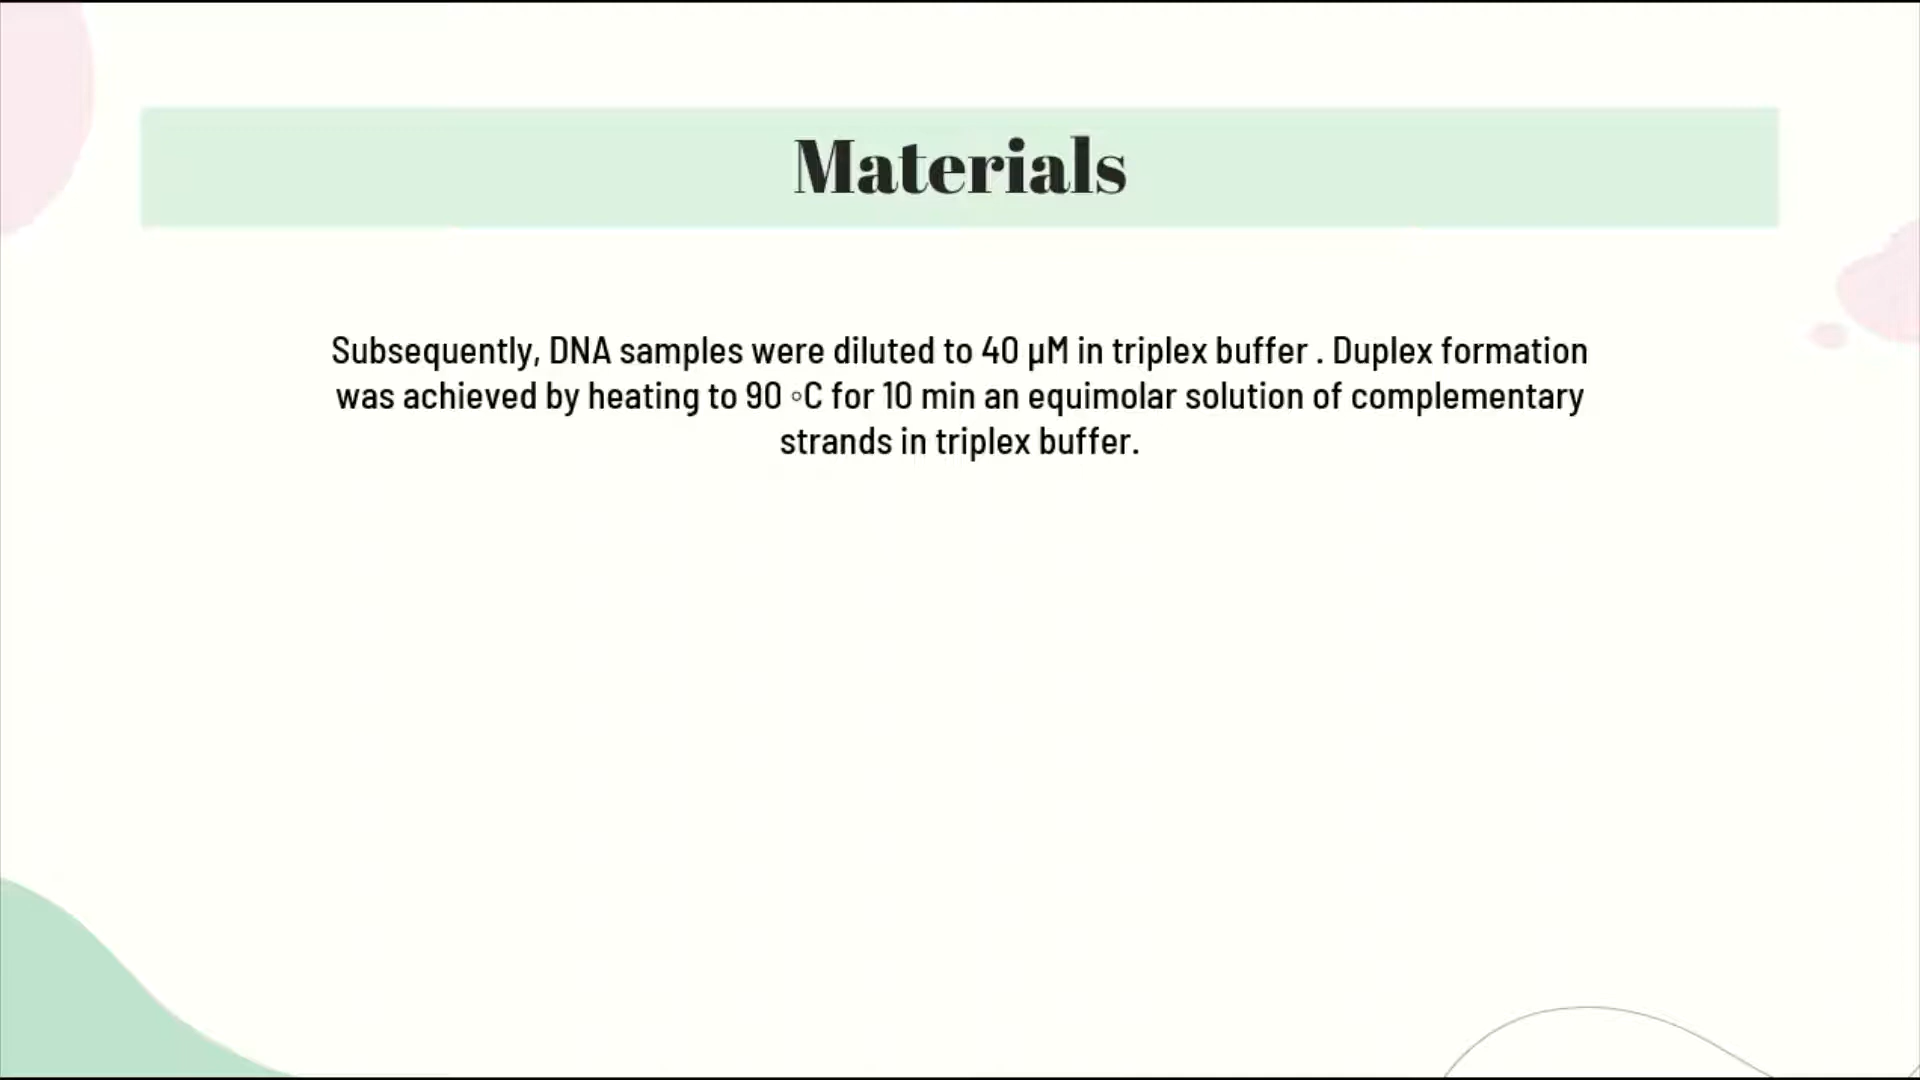 Materials
Subsequently, DNA samples were diluted to 40 µM in triplex buffer . Duplex formation
was achieved by heating to 90 ◦C for 10 min an equimolar solution of complementary
strands in triplex buffer.